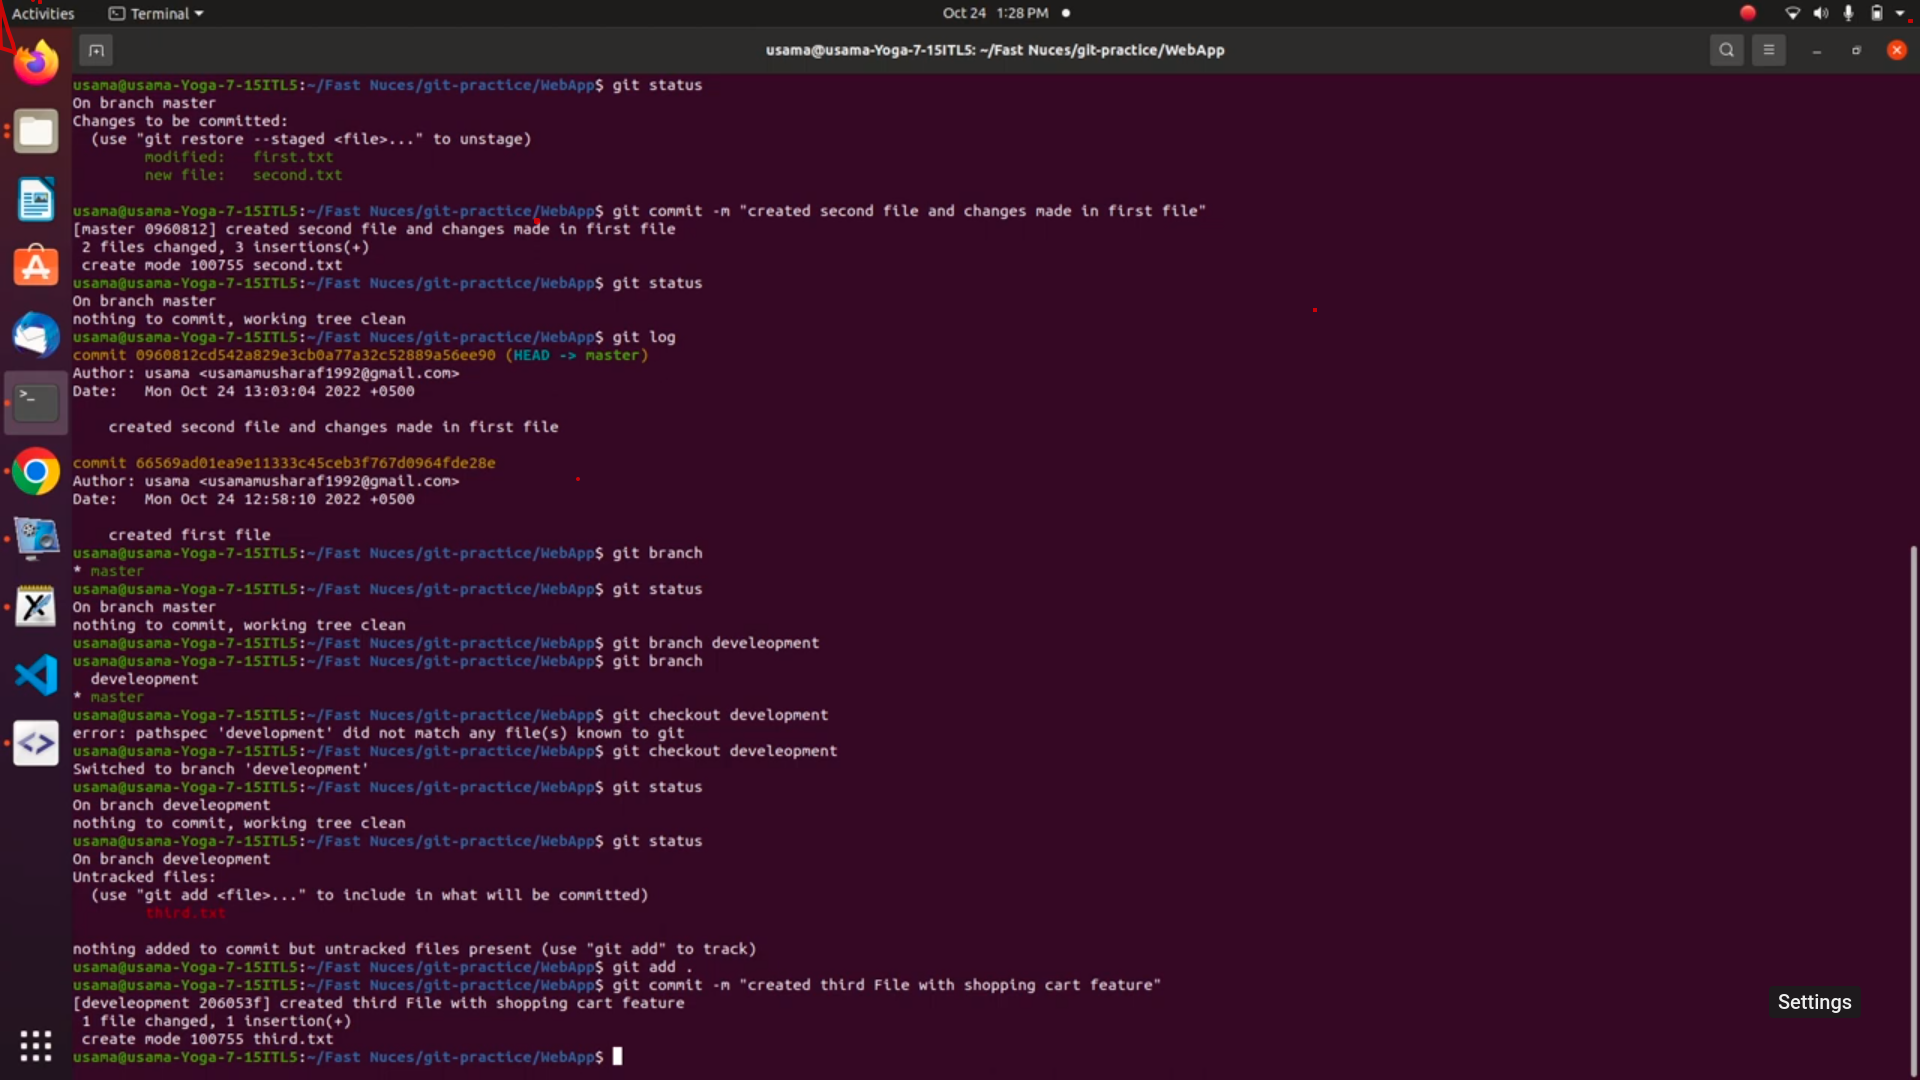 Activities
Terminal
Oct 24 1:28 PM
usama@usama-Yoga-7-15ITL5: ~/Fast Nuces/git-practice/WebApp
usama@usama-Yoga-7-15ITL5:~/Fast Nuces/git-practice/WebApp$ git status
On branch master
Changes to be committed:
  (use "git restore --staged <file>..." to unstage)
        modified:   first.txt
        new file:   second.txt
usama@usama-Yoga-7-15ITL5:~/Fast Nuces/git-practice/WebApp$ git commit -m "created second file and changes made in first file"
[master 0960812] created second file and changes made in first file
 2 files changed, 3 insertions(+)
 create mode 100755 second.txt
usama@usama-Yoga-7-15ITL5:~/Fast Nuces/git-practice/WebApp$ git status
On branch master
nothing to commit, working tree clean
usama@usama-Yoga-7-15ITL5:~/Fast Nuces/git-practice/WebApp$ git log
commit 0960812cd542a829e3cb0a77a32c52889a56ee90 (HEAD -> master)
Author: usama <usamamusharaf1992@gmail.com>
Date:   Mon Oct 24 13:03:04 2022 +0500
    created second file and changes made in first file
commit 66569ad01ea9e11333c45ceb3f767d0964fde28e
Author: usama <usamamusharaf1992@gmail.com>
Date:   Mon Oct 24 12:58:10 2022 +0500
    created first file
usama@usama-Yoga-7-15ITL5:~/Fast Nuces/git-practice/WebApp$ git branch
* master
usama@usama-Yoga-7-15ITL5:~/Fast Nuces/git-practice/WebApp$ git status
On branch master
nothing to commit, working tree clean
usama@usama-Yoga-7-15ITL5:~/Fast Nuces/git-practice/WebApp$ git branch develeopment
usama@usama-Yoga-7-15ITL5:~/Fast Nuces/git-practice/WebApp$ git branch
  develeopment
* master
usama@usama-Yoga-7-15ITL5:~/Fast Nuces/git-practice/WebApp$ git checkout development
error: pathspec 'development' did not match any file(s) known to git
usama@usama-Yoga-7-15ITL5:~/Fast Nuces/git-practice/WebApp$ git checkout develeopment
Switched to branch 'develeopment'
usama@usama-Yoga-7-15ITL5:~/Fast Nuces/git-practice/WebApp$ git status
On branch develeopment
nothing to commit, working tree clean
usama@usama-Yoga-7-15ITL5:~/Fast Nuces/git-practice/WebApp$ git status
On branch develeopment
Untracked files:
  (use "git add <file>..." to include in what will be committed)
        third.txt
nothing added to commit but untracked files present (use "git add" to track)
usama@usama-Yoga-7-15ITL5:~/Fast Nuces/git-practice/WebApp$ git add .
usama@usama-Yoga-7-15ITL5:~/Fast Nuces/git-practice/WebApp$ git commit -m "created third File with shopping cart feature"
[develeopment 206053f] created third File with shopping cart feature
 1 file changed, 1 insertion(+)
 create mode 100755 third.txt
usama@usama-Yoga-7-15ITL5:~/Fast Nuces/git-practice/WebApp$
Settings